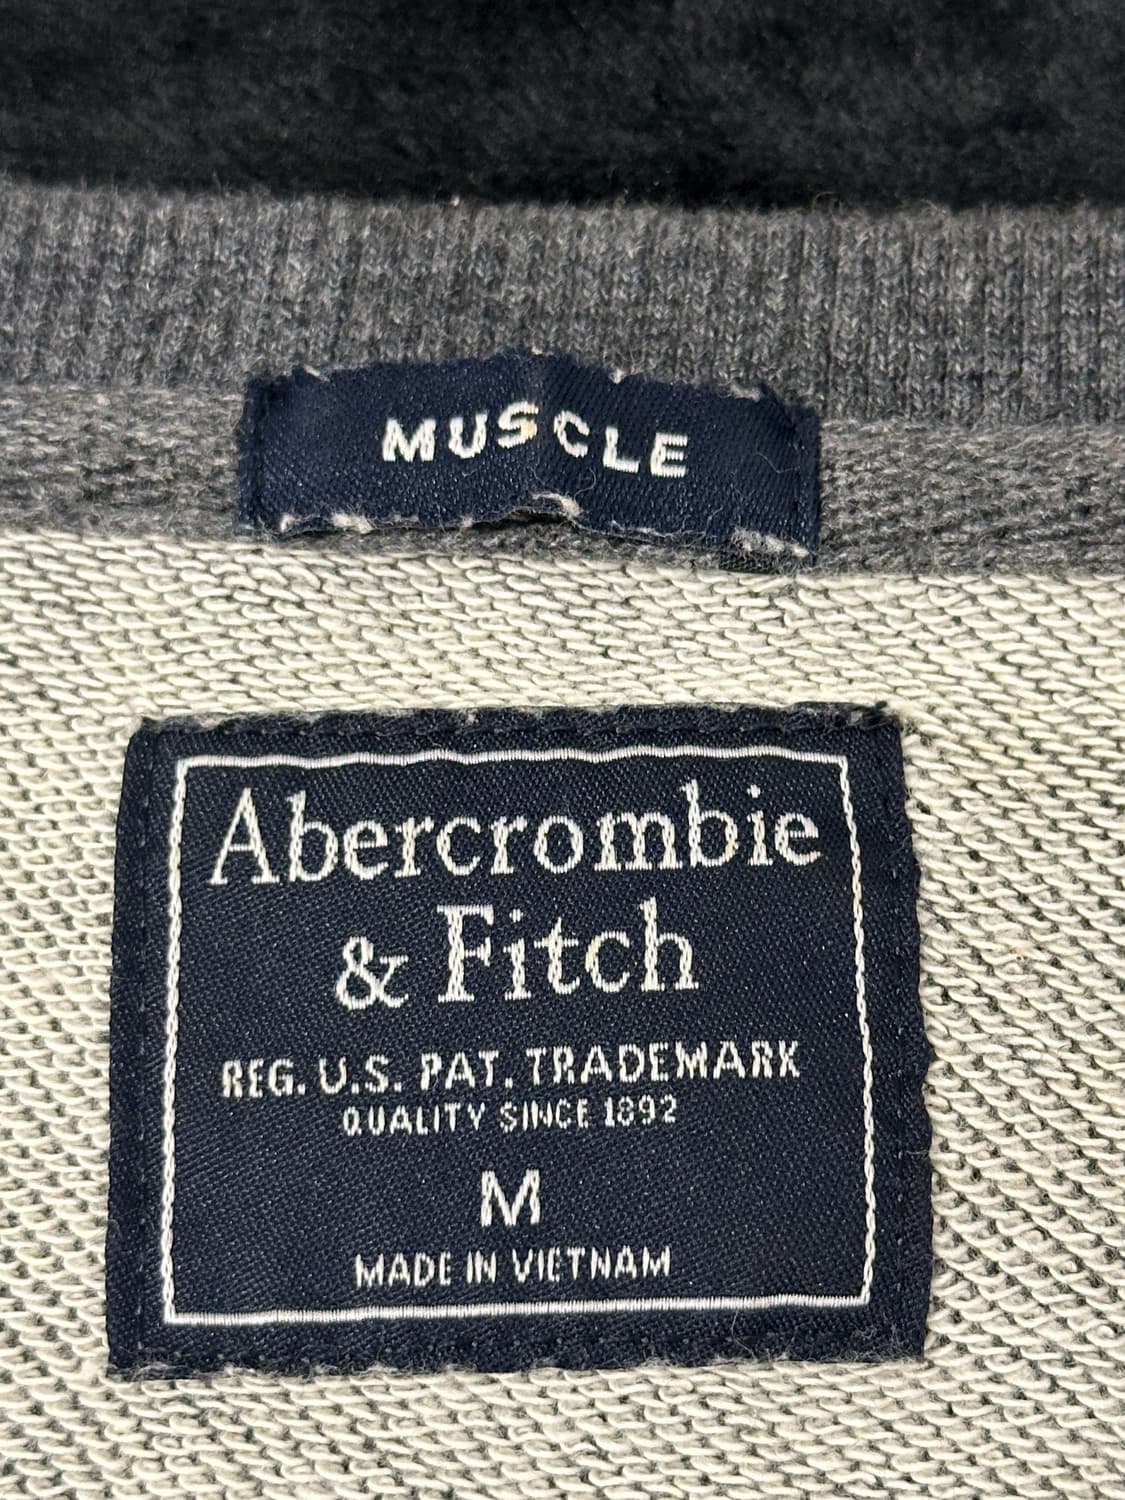 MUSCLE
Abercrombie
& Fitch
REG. U.S. PAT. TRADEMARK
QUALITY SINCE 1892
M
MADE IN VIETNAM